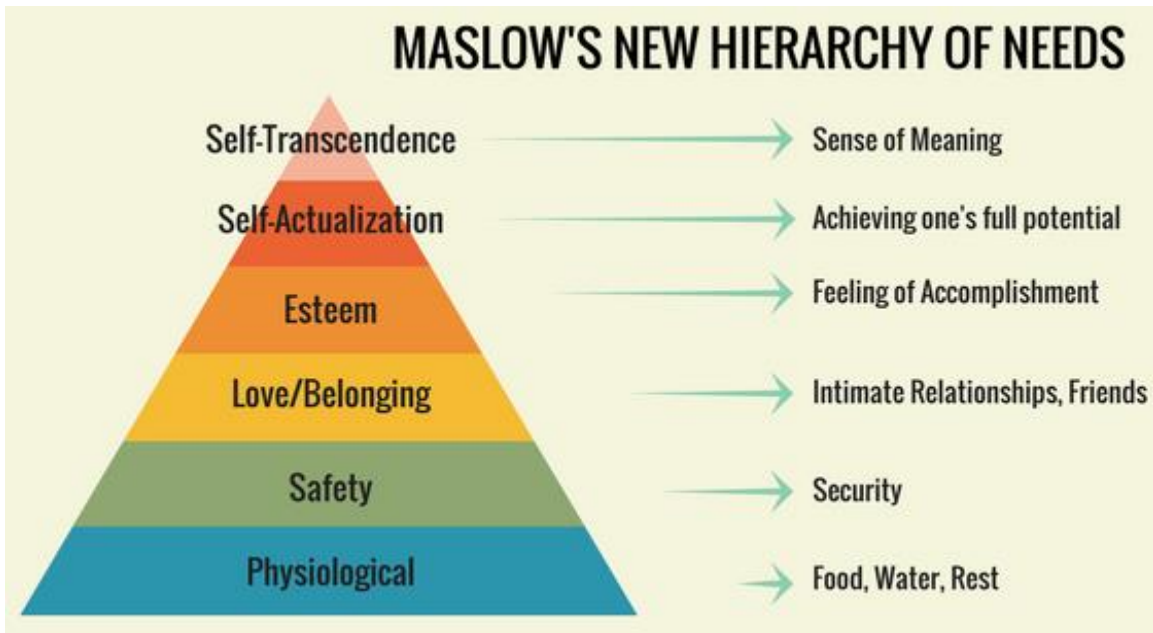 MASLOW'S NEW HIERARCHY OF NEEDS
Self-Transcendence
Sense of Meaning
Self-Actualization
Achieving one's full potential
Esteem
Feeling of Accomplishment
Love/Belonging
Intimate Relationships, Friends
Safety
Security
Physiological
Food, Water, Rest